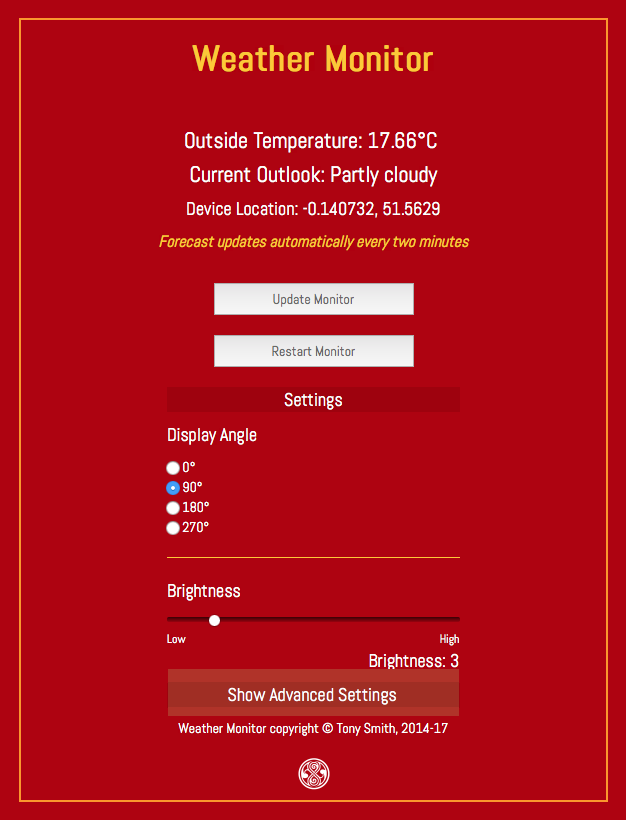 Weather Monitor
Outside Temperature: 17.66°C
Current Outlook: Partly cloudy
Device Location: -0.140732, 51.5629
Forecast updates automatically every two minutes
Update Monitor
Restart Monitor
Settings
Display Angle
0°
90°
180°
270°
Brightness
Low High
Brightness: 3
Show Advanced Settings
Weather Monitor copyright © Tony Smith, 2014-17